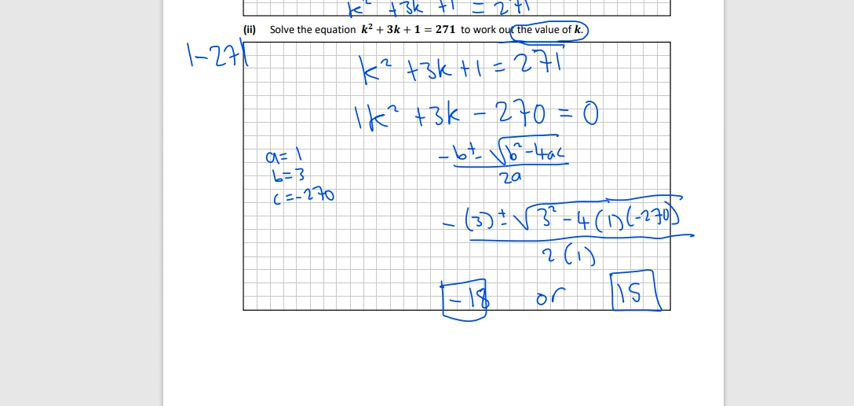 k² + 3k + 1 = 271
(ii) Solve the equation k² + 3k + 1 = 271 to work out the value of k.
1-271
k² + 3k + 1 = 271
1k² + 3k - 270 = 0
a = 1
b = 3
c = -270
-b ± √b² - 4ac
2a
-(3) ± √3² - 4(1)(-270)
2(1)
-18 or 15